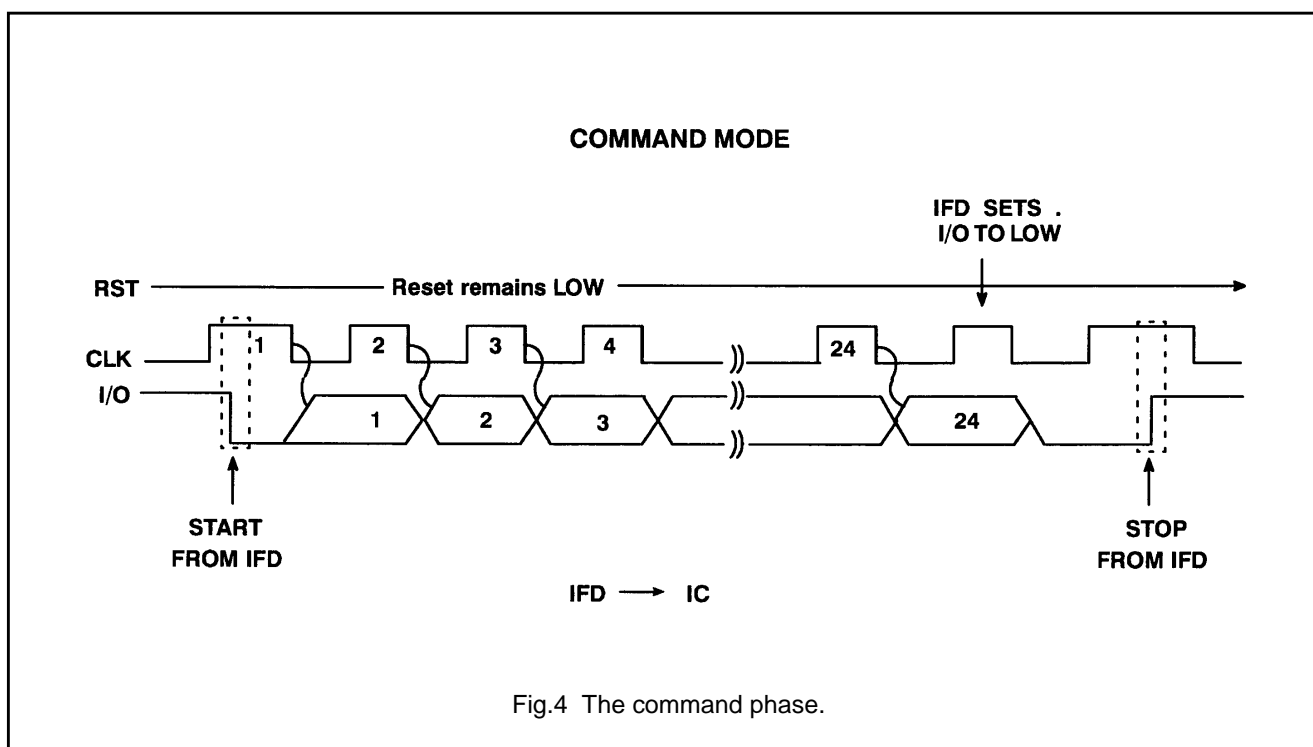 COMMAND MODE
IFD SETS .
I/O TO LOW
RST Reset remains LOW
CLK 1 2 3 4 24
I/O 1 2 3 24
START
FROM IFD
STOP
FROM IFD
IFD → IC
Fig.4 The command phase.